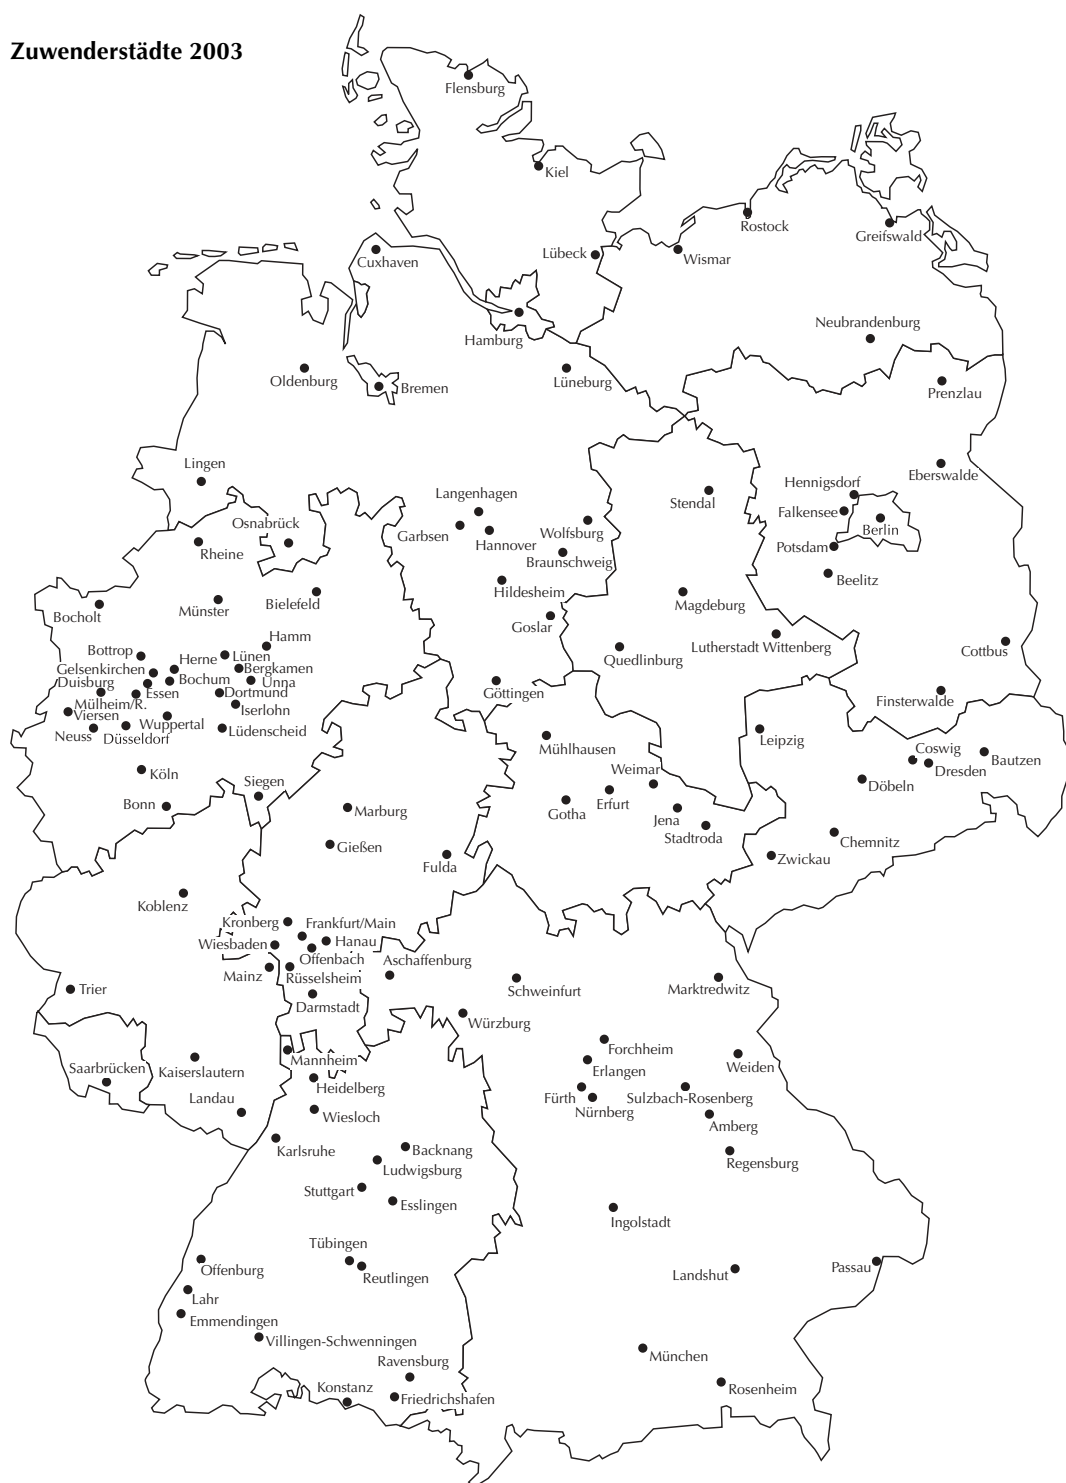 Zuwenderstädte 2003
Flensburg
Kiel
Rostock
Greifswald
Lübeck
Wismar
Cuxhaven
Neubrandenburg
Hamburg
Oldenburg
Bremen
Lüneburg
Prenzlau
Lingen
Eberswalde
Hennigsdorf
Langenhagen
Stendal
Falkensee
Osnabrück
Garbsen
Wolfsburg
Berlin
Rheine
Hannover
Potsdam
Braunschweig
Beelitz
Hildesheim
Bocholt
Münster
Bielefeld
Magdeburg
Goslar
Hamm
Lutherstadt Wittenberg
Cottbus
Bottrop
Herne
Lünen
Quedlinburg
Gelsenkirchen
Bergkamen
Duisburg
Bochum
Unna
Göttingen
Essen
Dortmund
Mülheim/R.
Iserlohn
Finsterwalde
Viersen
Wuppertal
Neuss
Düsseldorf
Lüdenscheid
Mühlhausen
Leipzig
Coswig
Bautzen
Köln
Weimar
Dresden
Siegen
Döbeln
Bonn
Marburg
Gotha
Erfurt
Jena
Stadtroda
Gießen
Chemnitz
Fulda
Zwickau
Koblenz
Kronberg
Frankfurt/Main
Wiesbaden
Hanau
Offenbach
Aschaffenburg
Mainz
Rüsselsheim
Trier
Schweinfurt
Marktredwitz
Darmstadt
Würzburg
Forchheim
Mannheim
Saarbrücken
Kaiserslautern
Erlangen
Weiden
Heidelberg
Landau
Fürth
Nürnberg
Sulzbach-Rosenberg
Wiesloch
Amberg
Karlsruhe
Backnang
Regensburg
Ludwigsburg
Stuttgart
Esslingen
Ingolstadt
Tübingen
Offenburg
Reutlingen
Landshut
Passau
Lahr
Emmendingen
Villingen-Schwenningen
München
Ravensburg
Konstanz
Friedrichshafen
Rosenheim